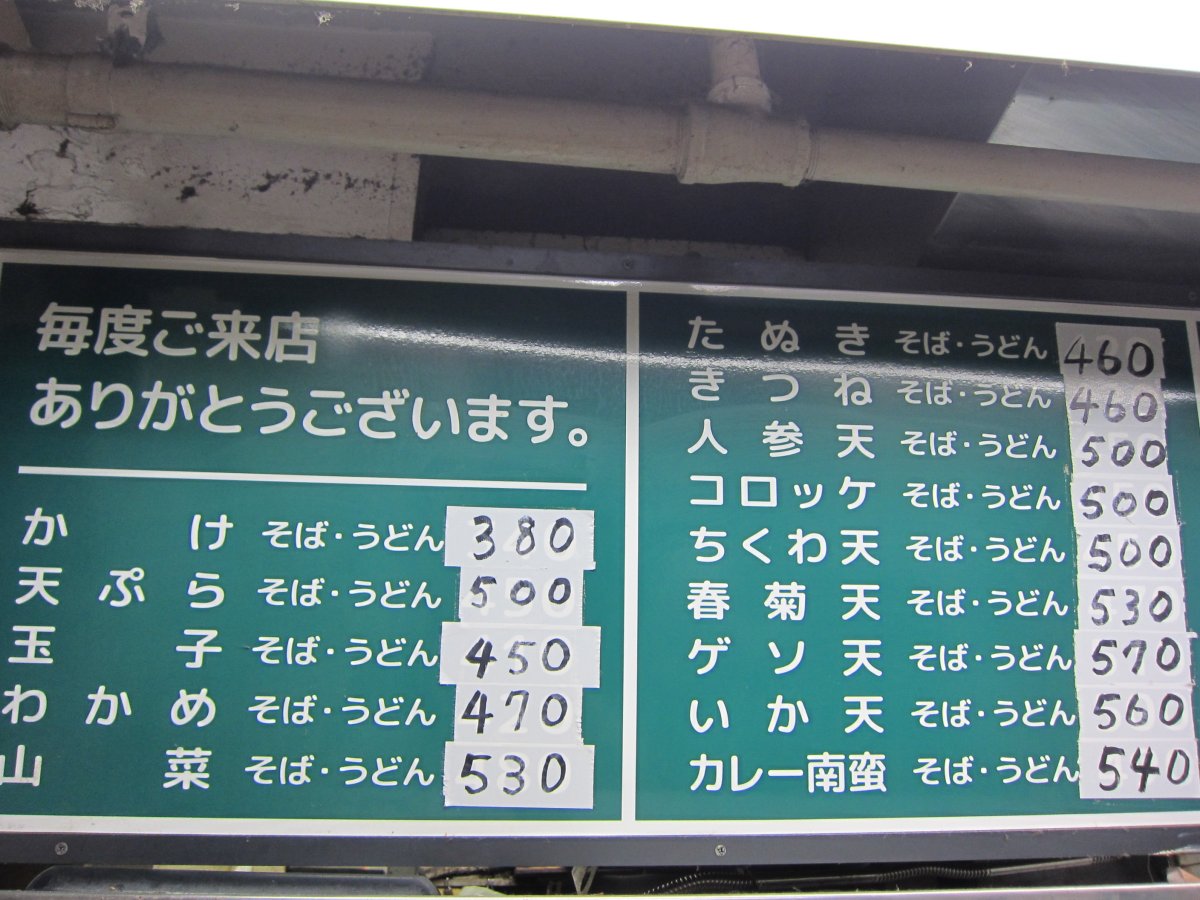 毎度ご来店
ありがとうございます。
かけ そば・うどん 380
天ぷら そば・うどん 500
玉子 そば・うどん 450
わかめ そば・うどん 470
山菜 そば・うどん 530
たぬき そば・うどん 460
きつね そば・うどん 460
人参天 そば・うどん 500
コロッケ そば・うどん 500
ちくわ天 そば・うどん 500
春菊天 そば・うどん 530
ゲソ天 そば・うどん 570
いか天 そば・うどん 560
カレー南蛮 そば・うどん 540